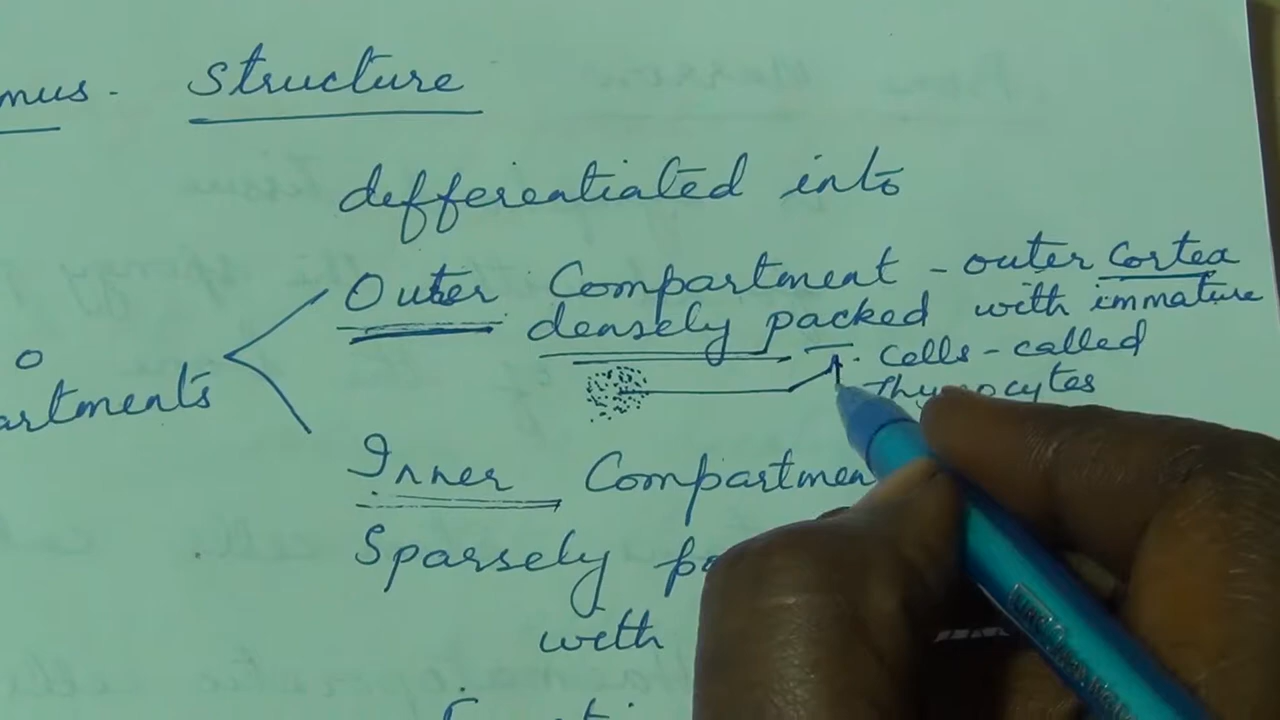 mus. Structure
differentiated into
Outer Compartment - outer Cortex
densely packed with immature
cells - called
Thymocytes
o
artments
Inner Compartmen
Sparsely
with